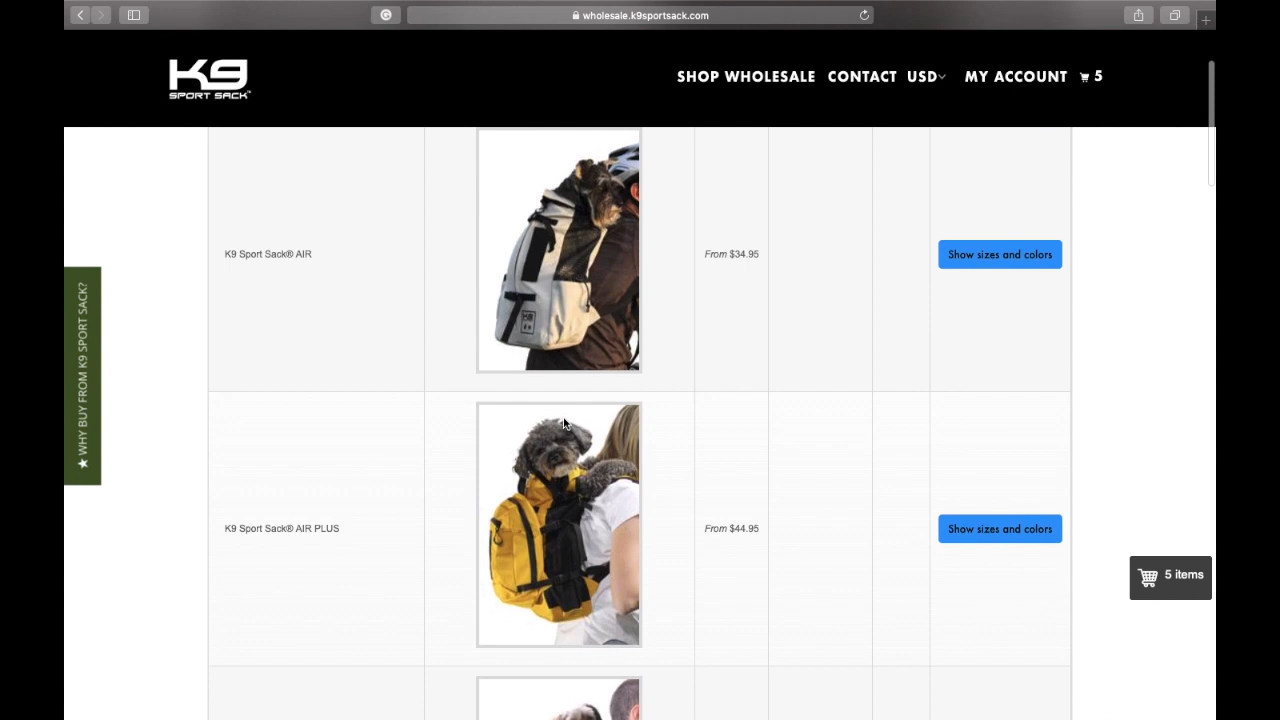 wholesale.k9sportsack.com
K9
SPORT SACK™
SHOP WHOLESALE CONTACT USD MY ACCOUNT 5
K9 Sport Sack® AIR
From $34.95
Show sizes and colors
★ WHY BUY FROM K9 SPORT SACK?
K9 Sport Sack® AIR PLUS
From $44.95
Show sizes and colors
5 items